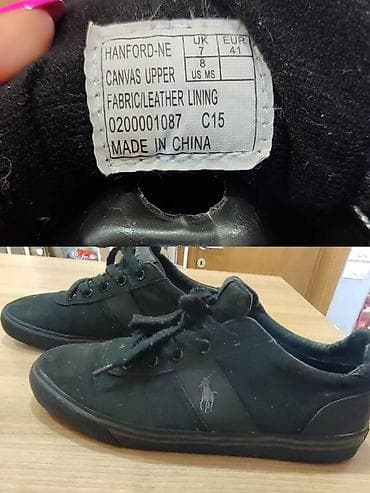 HANFORD-NE UK EUR
7 41
CANVAS UPPER 8
US MS
FABRIC/LEATHER LINING
0200001087 C15
MADE IN CHINA